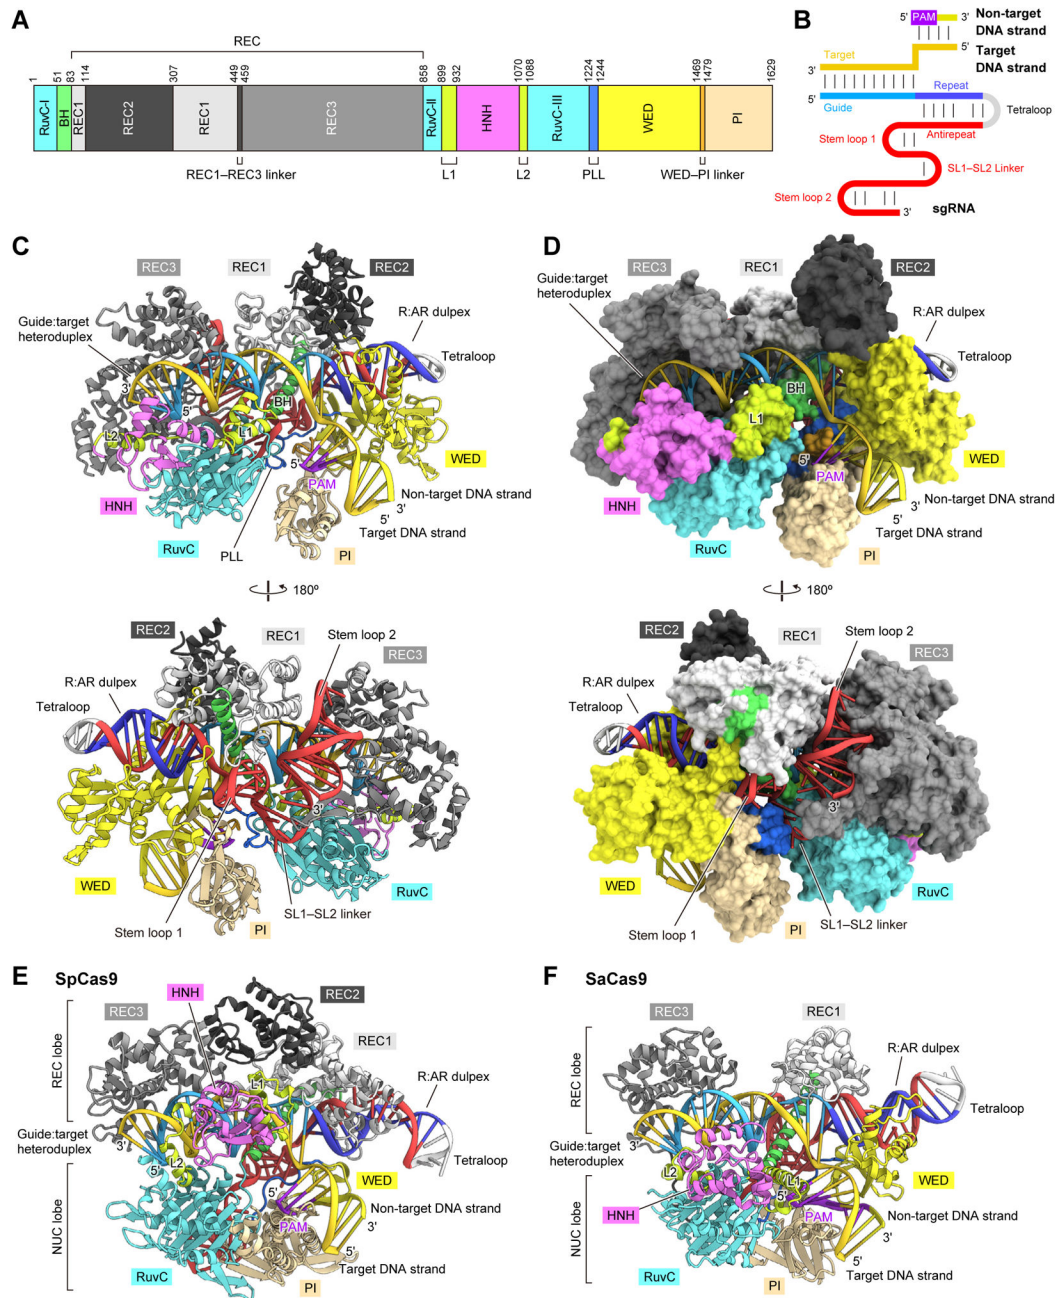 A
REC
1
51
83
114
307
449
459
858
899
932
1070
1088
1224
1244
1469
1479
1629
RuvC-I
BH
REC1
REC2
REC1
REC3
RuvC-II
HNH
RuvC-III
WED
PI
REC1–REC3 linker
L1
L2
PLL
WED–PI linker
B
5'
PAM
3'
Non-target
DNA strand
5'
Target
DNA strand
Target
3'
Repeat
5'
Guide
Tetraloop
Antirepeat
Stem loop 1
SL1–SL2 Linker
Stem loop 2
3'
sgRNA
C
REC3
REC1
REC2
Guide:target
heteroduplex
R:AR dulpex
Tetraloop
3'
5'
BH
L2
L1
5'
PAM
WED
HNH
Non-target DNA strand
3'
5'
Target DNA strand
RuvC
PLL
PI
180º
REC2
REC1
Stem loop 2
REC3
R:AR dulpex
Tetraloop
3'
WED
RuvC
SL1–SL2 linker
Stem loop 1
PI
D
REC3
REC1
REC2
Guide:target
heteroduplex
R:AR dulpex
Tetraloop
3'
BH
L1
5'
PAM
WED
HNH
Non-target DNA strand
3'
5'
Target DNA strand
RuvC
PI
180º
REC2
REC1
Stem loop 2
REC3
R:AR dulpex
Tetraloop
3'
WED
RuvC
SL1–SL2 linker
Stem loop 1
PI
E
SpCas9
HNH
REC2
REC3
REC1
REC lobe
L1
R:AR dulpex
Guide:target
heteroduplex
3'
5'
L2
Tetraloop
5'
WED
PAM
Non-target DNA strand
3'
NUC lobe
5'
Target DNA strand
RuvC
PI
F
SaCas9
REC3
REC1
REC lobe
R:AR dulpex
Tetraloop
3'
Guide:target
heteroduplex
5'
L2
L1
5'
WED
HNH
PAM
Non-target DNA strand
3'
NUC lobe
5'
Target DNA strand
RuvC
PI